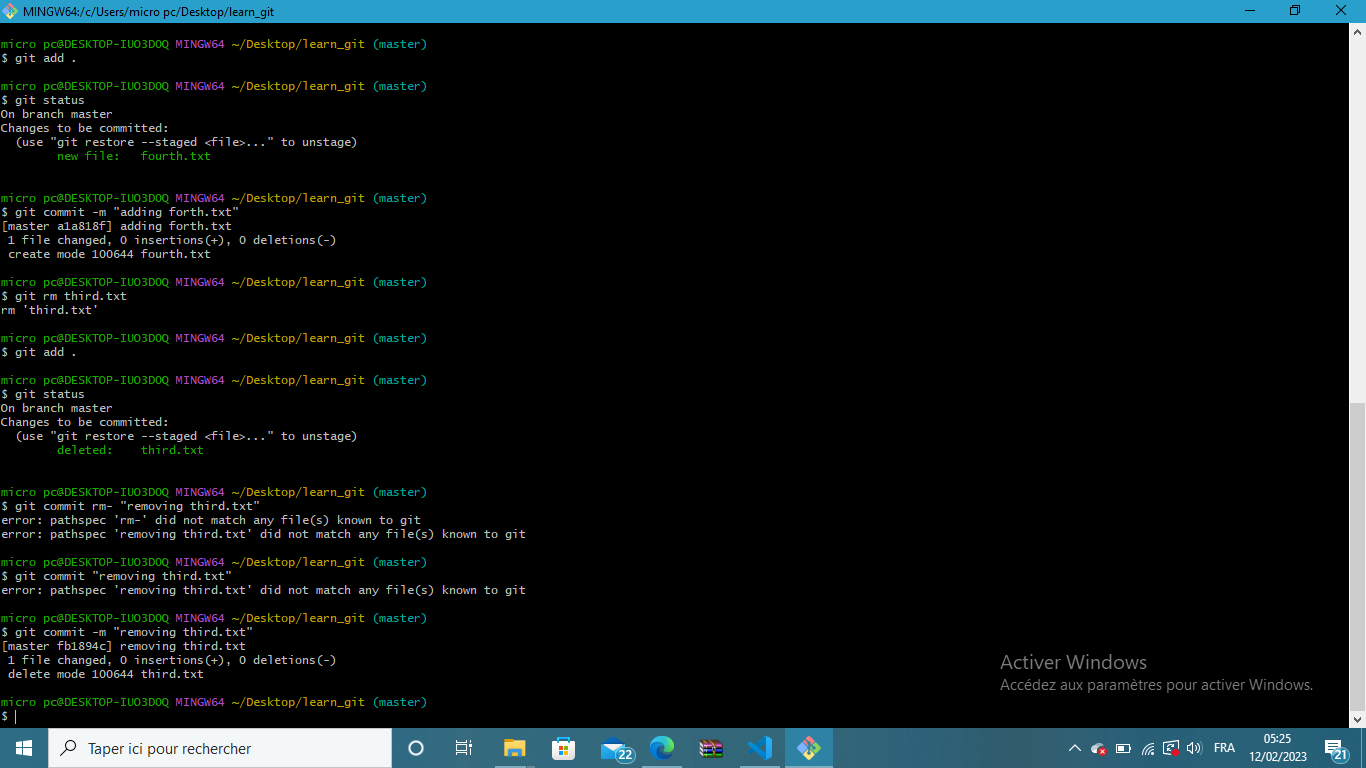 MINGW64:/c/Users/micro pc/Desktop/learn_git
micro pc@DESKTOP-IUO3DOQ MINGW64 ~/Desktop/learn_git (master)
$ git add .
micro pc@DESKTOP-IUO3DOQ MINGW64 ~/Desktop/learn_git (master)
$ git status
On branch master
Changes to be committed:
  (use "git restore --staged <file>..." to unstage)
        new file:   fourth.txt
micro pc@DESKTOP-IUO3DOQ MINGW64 ~/Desktop/learn_git (master)
$ git commit -m "adding forth.txt"
[master a1a818f] adding forth.txt
 1 file changed, 0 insertions(+), 0 deletions(-)
 create mode 100644 fourth.txt
micro pc@DESKTOP-IUO3DOQ MINGW64 ~/Desktop/learn_git (master)
$ git rm third.txt
rm 'third.txt'
micro pc@DESKTOP-IUO3DOQ MINGW64 ~/Desktop/learn_git (master)
$ git add .
micro pc@DESKTOP-IUO3DOQ MINGW64 ~/Desktop/learn_git (master)
$ git status
On branch master
Changes to be committed:
  (use "git restore --staged <file>..." to unstage)
        deleted:    third.txt
micro pc@DESKTOP-IUO3DOQ MINGW64 ~/Desktop/learn_git (master)
$ git commit rm- "removing third.txt"
error: pathspec 'rm-' did not match any file(s) known to git
error: pathspec 'removing third.txt' did not match any file(s) known to git
micro pc@DESKTOP-IUO3DOQ MINGW64 ~/Desktop/learn_git (master)
$ git commit "removing third.txt"
error: pathspec 'removing third.txt' did not match any file(s) known to git
micro pc@DESKTOP-IUO3DOQ MINGW64 ~/Desktop/learn_git (master)
$ git commit -m "removing third.txt"
[master fb1894c] removing third.txt
 1 file changed, 0 insertions(+), 0 deletions(-)
 delete mode 100644 third.txt
micro pc@DESKTOP-IUO3DOQ MINGW64 ~/Desktop/learn_git (master)
$
Activer Windows
Accédez aux paramètres pour activer Windows.
Taper ici pour rechercher
22
FRA
05:25
12/02/2023
21